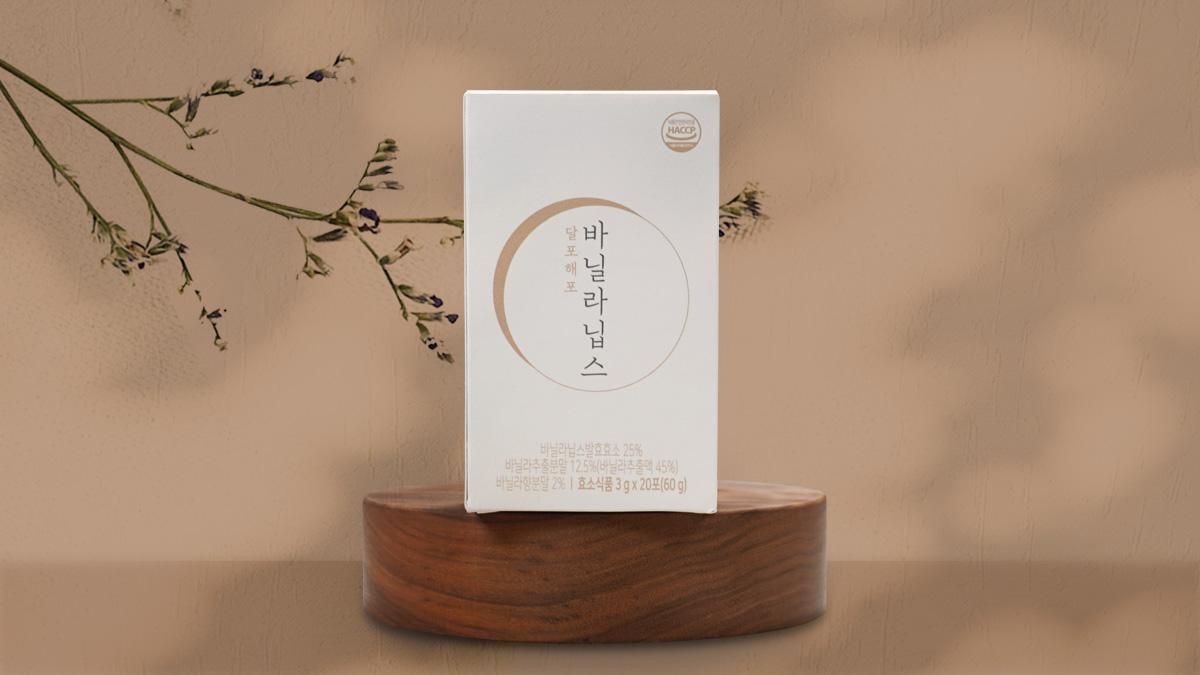 HACCP
바닐라닙스
달포해포
바닐라닙스발효효소 25%
바닐라추출분말 12.5%(바닐라추출액 45%)
바닐라향분말 2% | 효소식품 3 g x 20포(60 g)